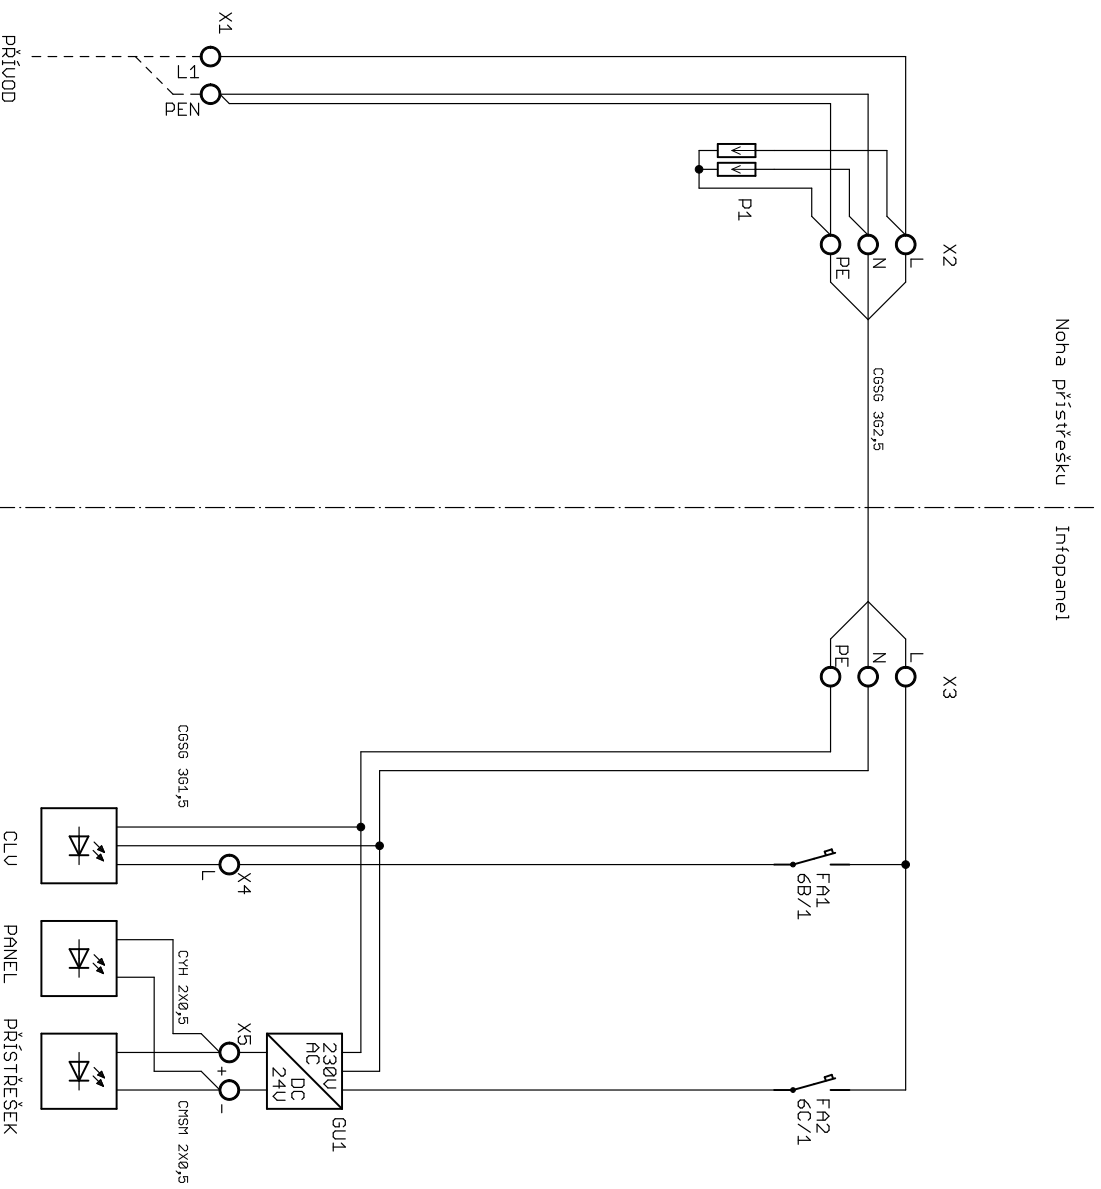 Noha přístřešku
Infopanel
X2
X3
L
N
PE
L
N
PE
CGSG 3G2,5
P1
FA1
6B/1
FA2
6C/1
GU1
230V
AC
DC
24V
X1
L1
PEN
X4
L
X5
+
-
CGSG 3G1,5
CYH 2X0,5
CMSM 2X0,5
PŘÍVOD
CLV
PANEL
PŘÍSTŘEŠEK